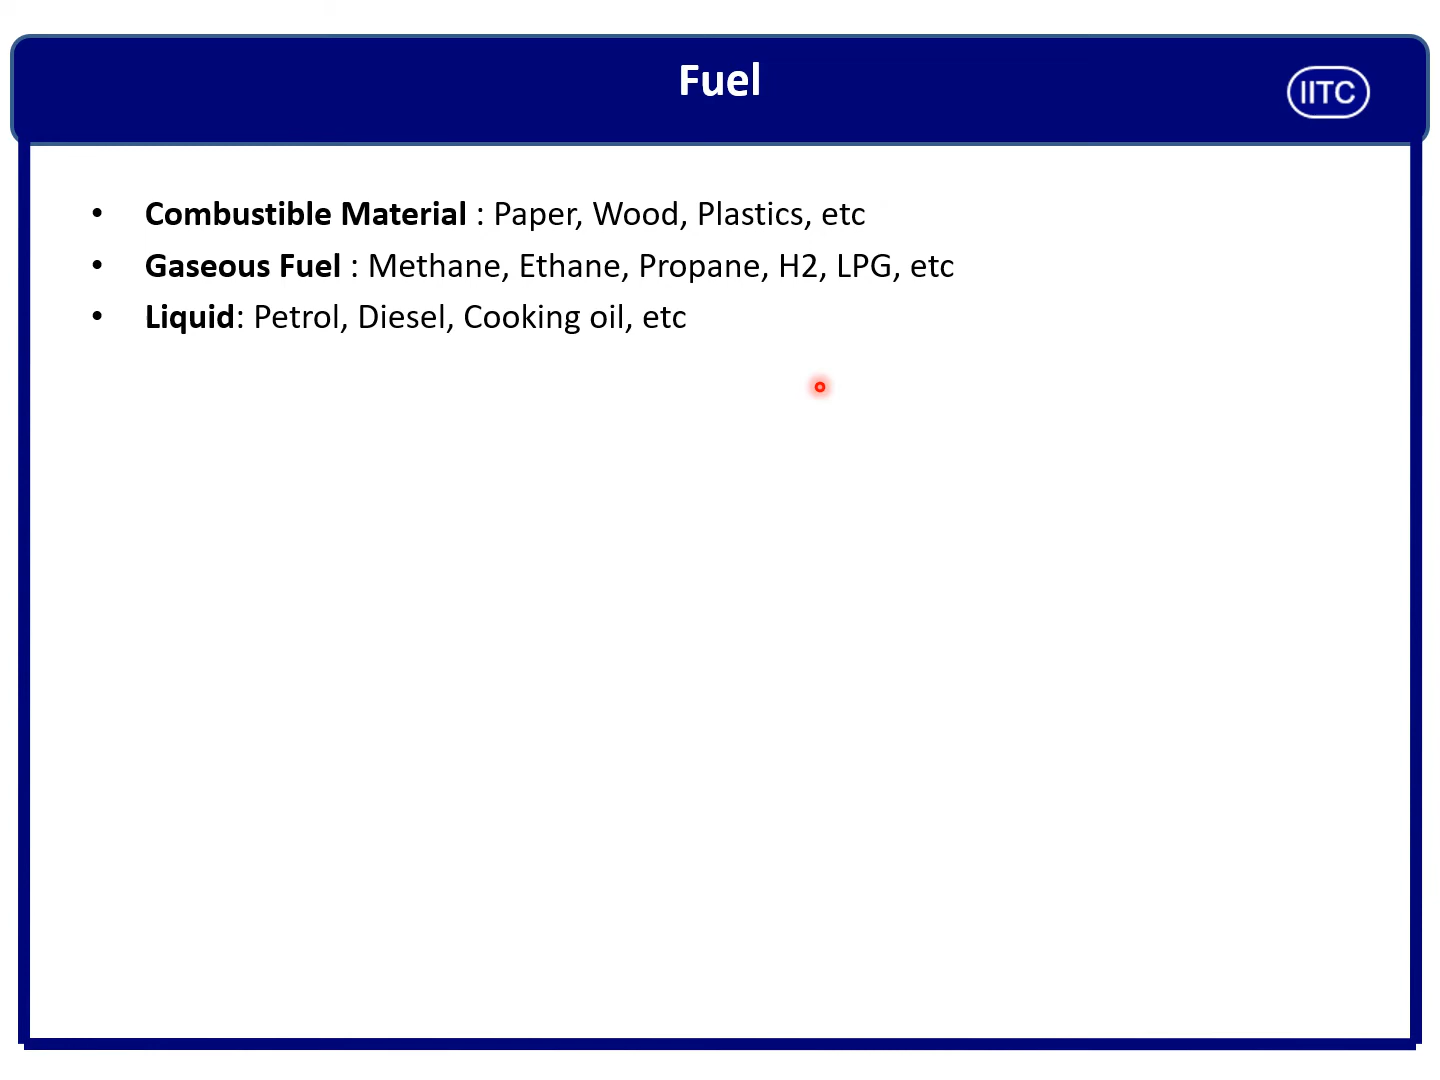 Fuel
IITC
• Combustible Material : Paper, Wood, Plastics, etc
• Gaseous Fuel : Methane, Ethane, Propane, H2, LPG, etc
• Liquid: Petrol, Diesel, Cooking oil, etc